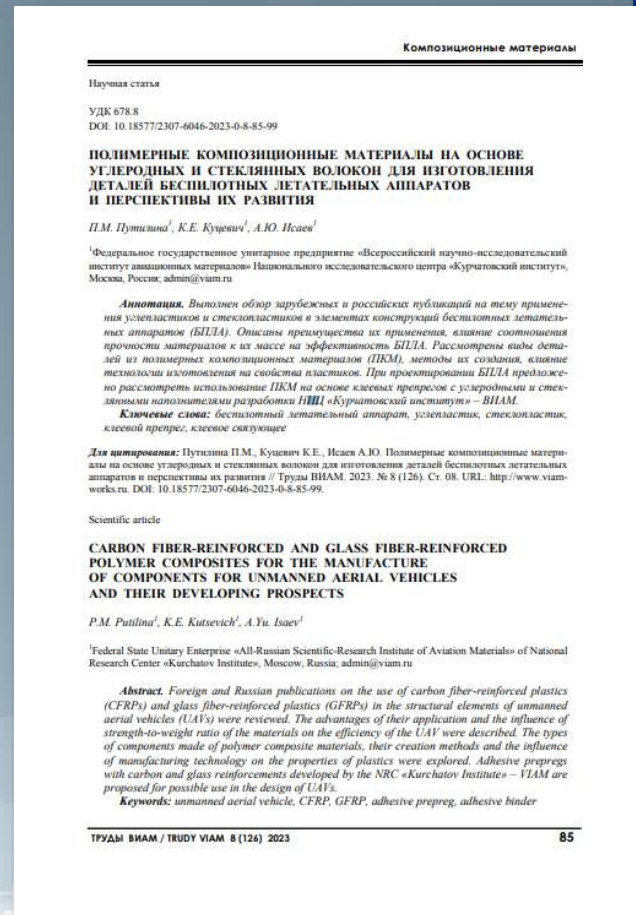 Композиционные материалы
Научная статья
УДК 678.8
DOI: 10.18577/2307-6046-2023-0-8-85-99
ПОЛИМЕРНЫЕ КОМПОЗИЦИОННЫЕ МАТЕРИАЛЫ НА ОСНОВЕ
УГЛЕРОДНЫХ И СТЕКЛЯННЫХ ВОЛОКОН ДЛЯ ИЗГОТОВЛЕНИЯ
ДЕТАЛЕЙ БЕСПИЛОТНЫХ ЛЕТАТЕЛЬНЫХ АППАРАТОВ
И ПЕРСПЕКТИВЫ ИХ РАЗВИТИЯ
П.М. Путилина¹, К.Е. Куцевич¹, А.Ю. Исаев¹
¹Федеральное государственное унитарное предприятие «Всероссийский научно-исследовательский
институт авиационных материалов» Национального исследовательского центра «Курчатовский институт»,
Москва, Россия; admin@viam.ru
Аннотация. Выполнен обзор зарубежных и российских публикаций на тему примене-
ния углепластиков и стеклопластиков в элементах конструкций беспилотных летатель-
ных аппаратов (БПЛА). Описаны преимущества их применения, влияние соотношения
прочности материалов к их массе на эффективность БПЛА. Рассмотрены виды дета-
лей из полимерных композиционных материалов (ПКМ), методы их создания, влияние
технологии изготовления на свойства пластиков. При проектировании БПЛА предложе-
но рассмотреть использование ПКМ на основе клеевых препрегов с углеродными и стек-
лянными наполнителями разработки НИЦ «Курчатовский институт» – ВИАМ.
Ключевые слова: беспилотный летательный аппарат, углепластик, стеклопластик,
клеевой препрег, клеевое связующее
Для цитирования: Путилина П.М., Куцевич К.Е., Исаев А.Ю. Полимерные композиционные матери-
алы на основе углеродных и стеклянных волокон для изготовления деталей беспилотных летательных
аппаратов и перспективы их развития // Труды ВИАМ. 2023. № 8 (126). Ст. 08. URL: http://www.viam-
works.ru. DOI: 10.18577/2307-6046-2023-0-8-85-99.
Scientific article
CARBON FIBER-REINFORCED AND GLASS FIBER-REINFORCED
POLYMER COMPOSITES FOR THE MANUFACTURE
OF COMPONENTS FOR UNMANNED AERIAL VEHICLES
AND THEIR DEVELOPING PROSPECTS
P.M. Putilina¹, K.E. Kutsevich¹, A.Yu. Isaev¹
¹Federal State Unitary Enterprise «All-Russian Scientific-Research Institute of Aviation Materials» of National
Research Center «Kurchatov Institute», Moscow, Russia; admin@viam.ru
Abstract. Foreign and Russian publications on the use of carbon fiber-reinforced plastics
(CFRPs) and glass fiber-reinforced plastics (GFRPs) in the structural elements of unmanned
aerial vehicles (UAVs) were reviewed. The advantages of their application and the influence of
strength-to-weight ratio of the materials on the efficiency of the UAV were described. The types
of components made of polymer composite materials, their creation methods and the influence
of manufacturing technology on the properties of plastics were explored. Adhesive prepregs
with carbon and glass reinforcements developed by the NRC «Kurchatov Institute» – VIAM are
proposed for possible use in the design of UAVs.
Keywords: unmanned aerial vehicle, CFRP, GFRP, adhesive prepreg, adhesive binder
ТРУДЫ ВИАМ / TRUDY VIAM 8 (126) 2023 85